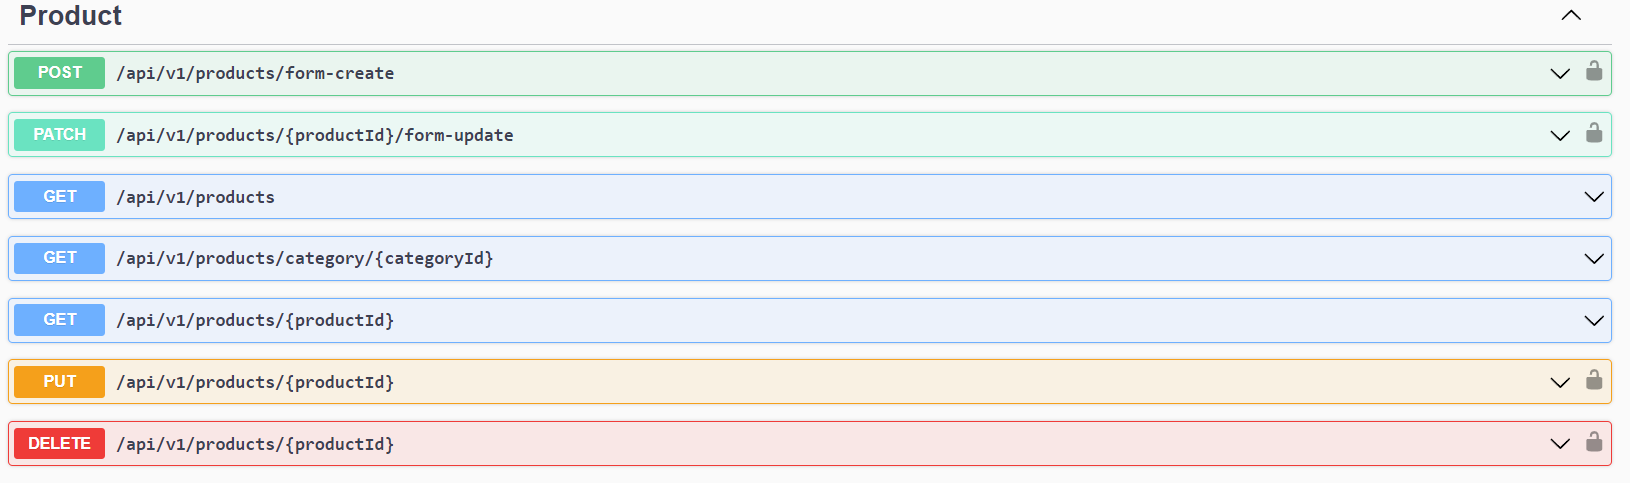 Product
POST /api/v1/products/form-create
PATCH /api/v1/products/{productId}/form-update
GET /api/v1/products
GET /api/v1/products/category/{categoryId}
GET /api/v1/products/{productId}
PUT /api/v1/products/{productId}
DELETE /api/v1/products/{productId}